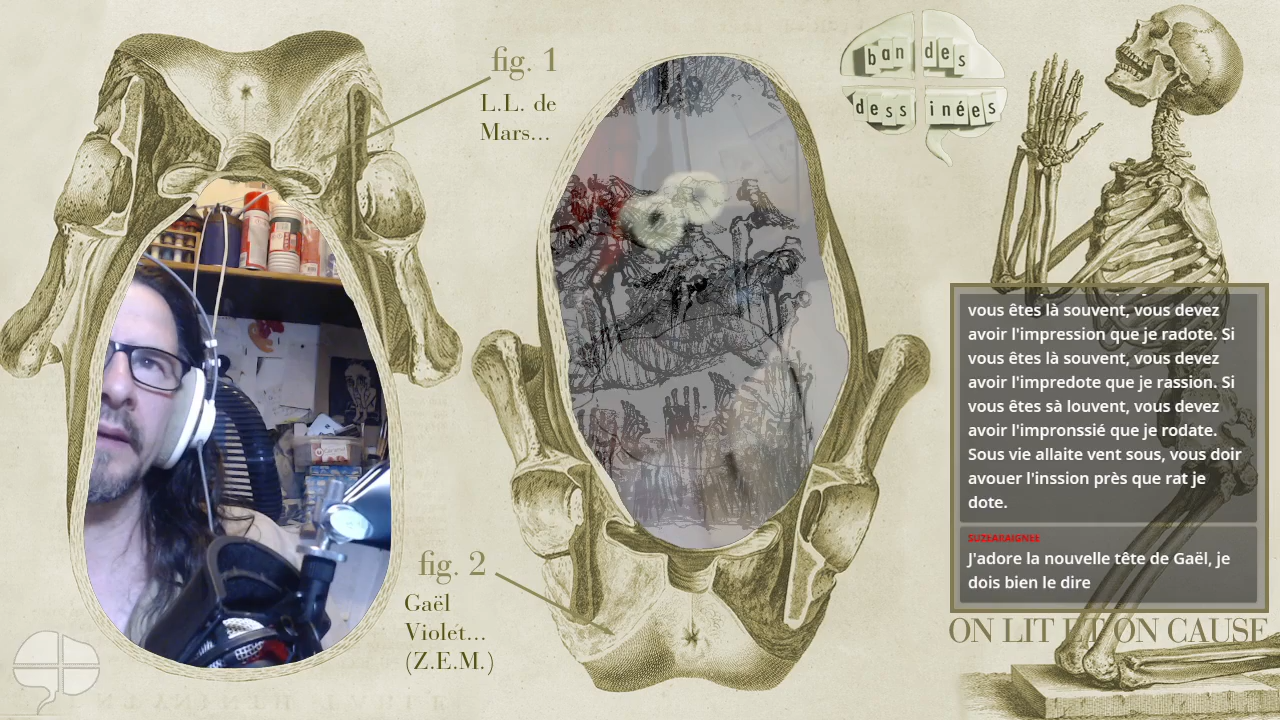 fig. 1
L.L. de
Mars...
ban des
dess inées
vous êtes là souvent, vous devez
avoir l'impression que je radote. Si
vous êtes là souvent, vous devez
avoir l'impredote que je rassion. Si
vous êtes sà louvent, vous devez
avoir l'impronssié que je rodate.
Sous vie allaite vent sous, vous doir
avouer l'inssion près que rat je
dote.
SUZEARAIGNEE
J'adore la nouvelle tête de Gaël, je
dois bien le dire
fig. 2
Gaël
Violét...
(Z.E.M.)
ON LIT ET ON CAUSE